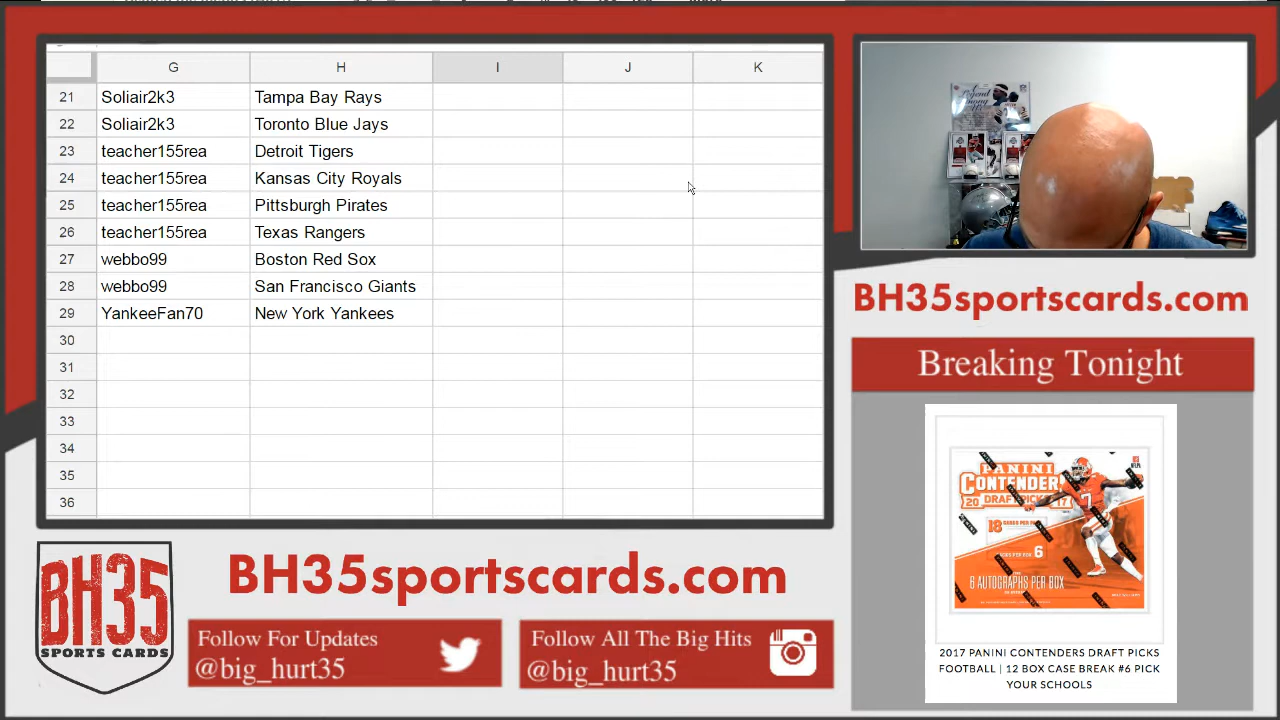 G H I J K
21 Soliair2k3 Tampa Bay Rays
22 Soliair2k3 Toronto Blue Jays
23 teacher155rea Detroit Tigers
24 teacher155rea Kansas City Royals
25 teacher155rea Pittsburgh Pirates
26 teacher155rea Texas Rangers
27 webbo99 Boston Red Sox
28 webbo99 San Francisco Giants
29 YankeeFan70 New York Yankees
30
31
32
33
34
35
36
BH35sportscards.com
Breaking Tonight
PANINI
CONTENDERS
20 DRAFT PICKS 17
18
6
6 AUTOGRAPHS PER BOX
2017 PANINI CONTENDERS DRAFT PICKS
FOOTBALL | 12 BOX CASE BREAK #6 PICK
YOUR SCHOOLS
BH35
SPORTS CARDS
BH35sportscards.com
Follow For Updates
@big_hurt35
Follow All The Big Hits
@big_hurt35